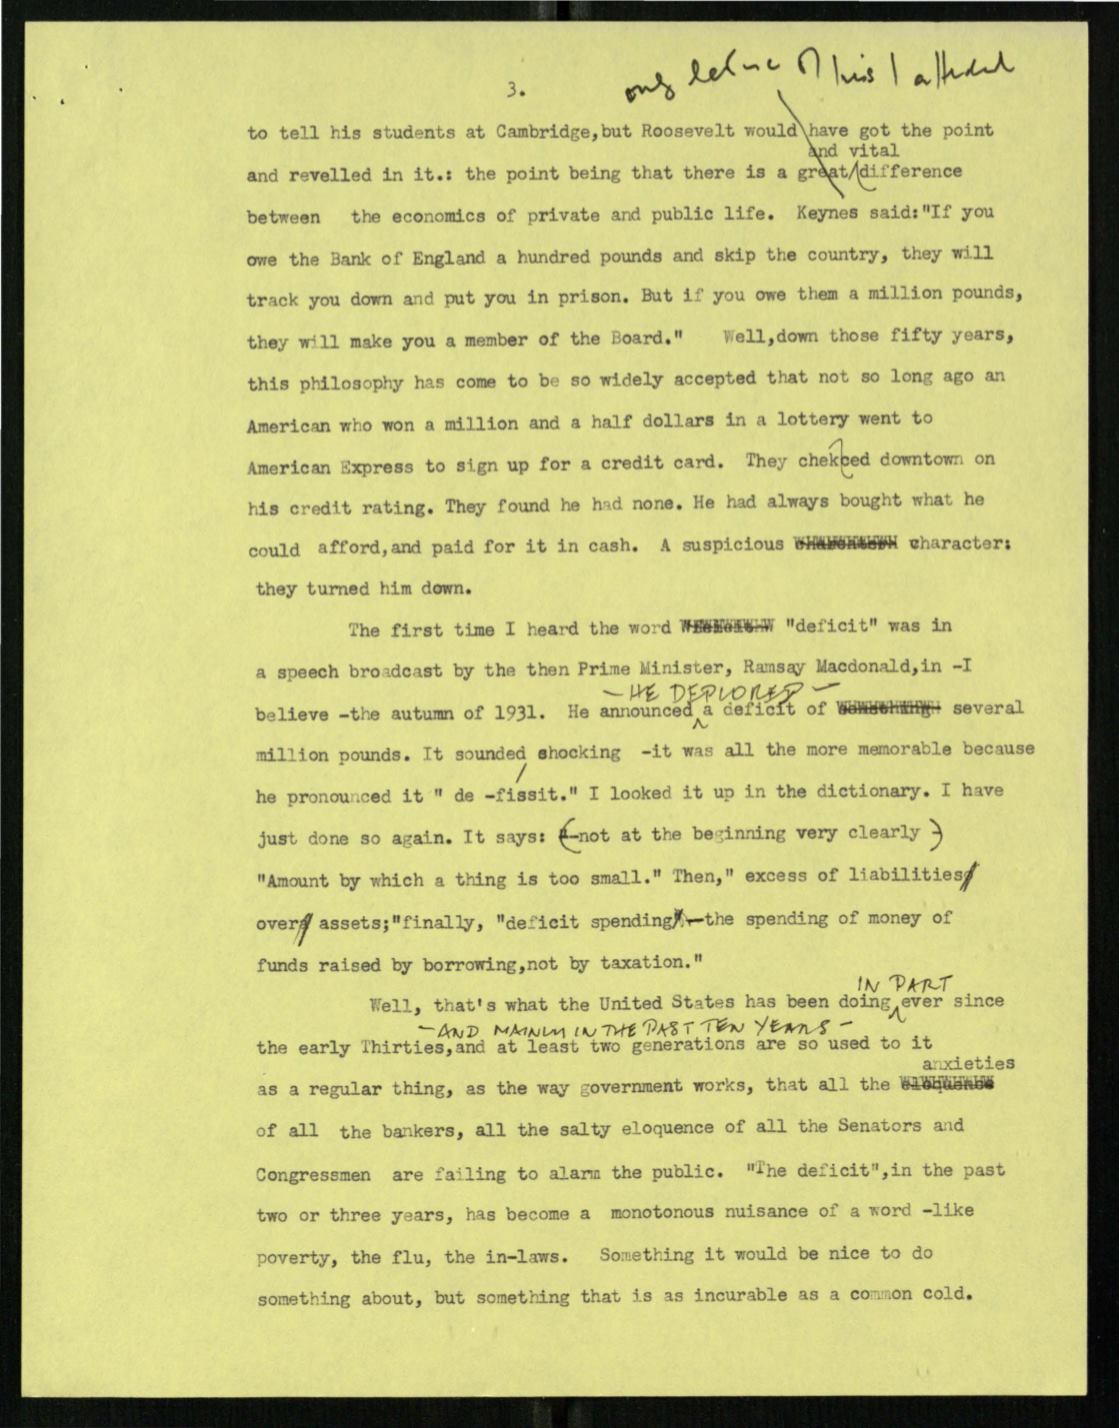 3.
only lecture of his I attended
to tell his students at Cambridge,but Roosevelt would have got the point
and vital
and revelled in it.: the point being that there is a great/difference
between the economics of private and public life. Keynes said:"If you
owe the Bank of England a hundred pounds and skip the country, they will
track you down and put you in prison. But if you owe them a million pounds,
they will make you a member of the Board." Well,down those fifty years,
this philosophy has come to be so widely accepted that not so long ago an
American who won a million and a half dollars in a lottery went to
American Express to sign up for a credit card. They chekced downtown on
his credit rating. They found he had none. He had always bought what he
could afford,and paid for it in cash. A suspicious character:
they turned him down.
The first time I heard the word "deficit" was in
a speech broadcast by the then Prime Minister, Ramsay Macdonald,in -I
- HE DEPLORED -
believe -the autumn of 1931. He announced a deficit of several
million pounds. It sounded shocking -it was all the more memorable because
he pronounced it " de -fissit." I looked it up in the dictionary. I have
just done so again. It says: (-not at the beginning very clearly -)
"Amount by which a thing is too small." Then," excess of liabilities
over assets;"finally, "deficit spending -the spending of money of
funds raised by borrowing,not by taxation."
IN PART
Well, that's what the United States has been doing ever since
- AND MAINLY IN THE PAST TEN YEARS -
the early Thirties,and at least two generations are so used to it
anxieties
as a regular thing, as the way government works, that all the eloquence
of all the bankers, all the salty eloquence of all the Senators and
Congressmen are failing to alarm the public. "The deficit",in the past
two or three years, has become a monotonous nuisance of a word -like
poverty, the flu, the in-laws. Something it would be nice to do
something about, but something that is as incurable as a common cold.